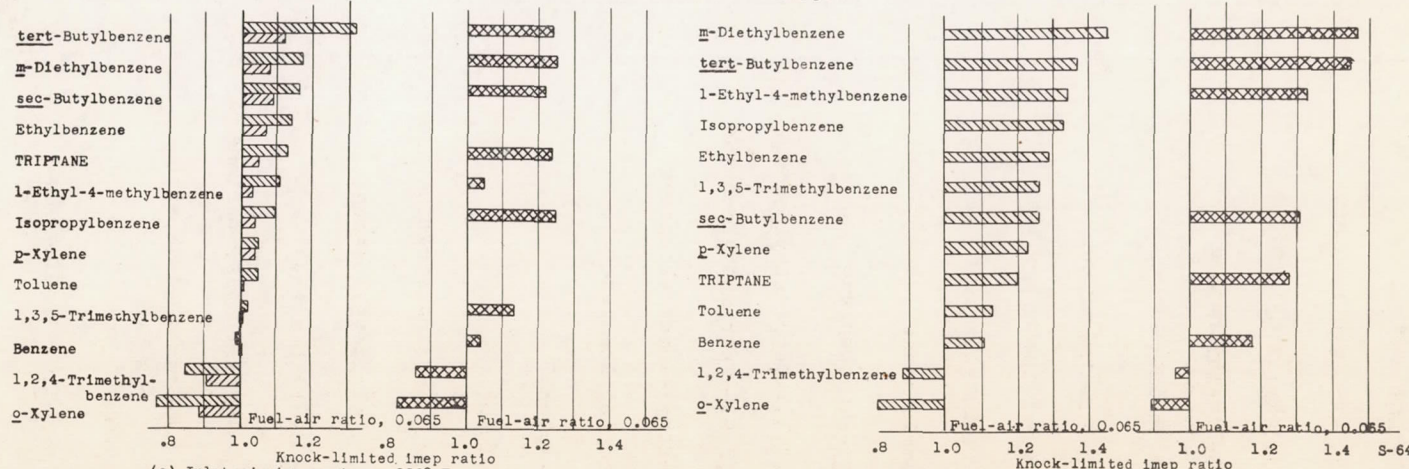 tert-Butylbenzene
m-Diethylbenzene
sec-Butylbenzene
Ethylbenzene
TRIPTANE
1-Ethyl-4-methylbenzene
Isopropylbenzene
p-Xylene
Toluene
1,3,5-Trimethylbenzene
Benzene
1,2,4-Trimethyl-
benzene
o-Xylene
Fuel-air ratio, 0.065 Fuel-air ratio, 0.065
.8 1.0 1.2 .8 1.0 1.2 1.4
Knock-limited imep ratio
m-Diethylbenzene
tert-Butylbenzene
1-Ethyl-4-methylbenzene
Isopropylbenzene
Ethylbenzene
1,3,5-Trimethylbenzene
sec-Butylbenzene
p-Xylene
TRIPTANE
Toluene
Benzene
1,2,4-Trimethylbenzene
o-Xylene
Fuel-air ratio, 0.065 Fuel-air ratio, 0.065
.8 1.0 1.2 1.4 1.0 1.2 1.4 S-64
Knock-limited imep ratio